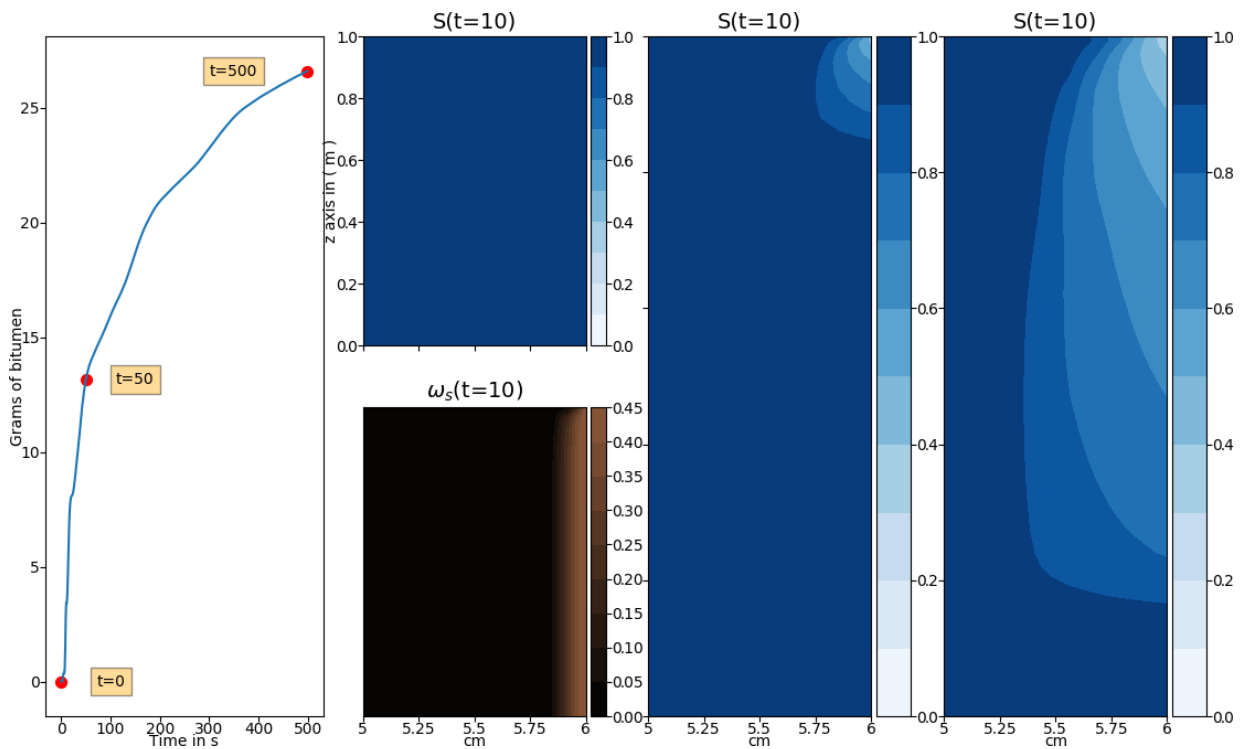 Grams of bitumen
25
20
15
10
5
0
t=500
t=50
t=0
0 100 200 300 400 500
Time in s
S(t=10)
z axis in ( m )
1.0
0.8
0.6
0.4
0.2
0.0
1.0
0.8
0.6
0.4
0.2
0.0
ωs(t=10)
0.45
0.40
0.35
0.30
0.25
0.20
0.15
0.10
0.05
0.00
5 5.25 5.5 5.75 6
cm
S(t=10)
1.0
0.8
0.6
0.4
0.2
0.0
5 5.25 5.5 5.75 6
cm
S(t=10)
1.0
0.8
0.6
0.4
0.2
0.0
5 5.25 5.5 5.75 6
cm